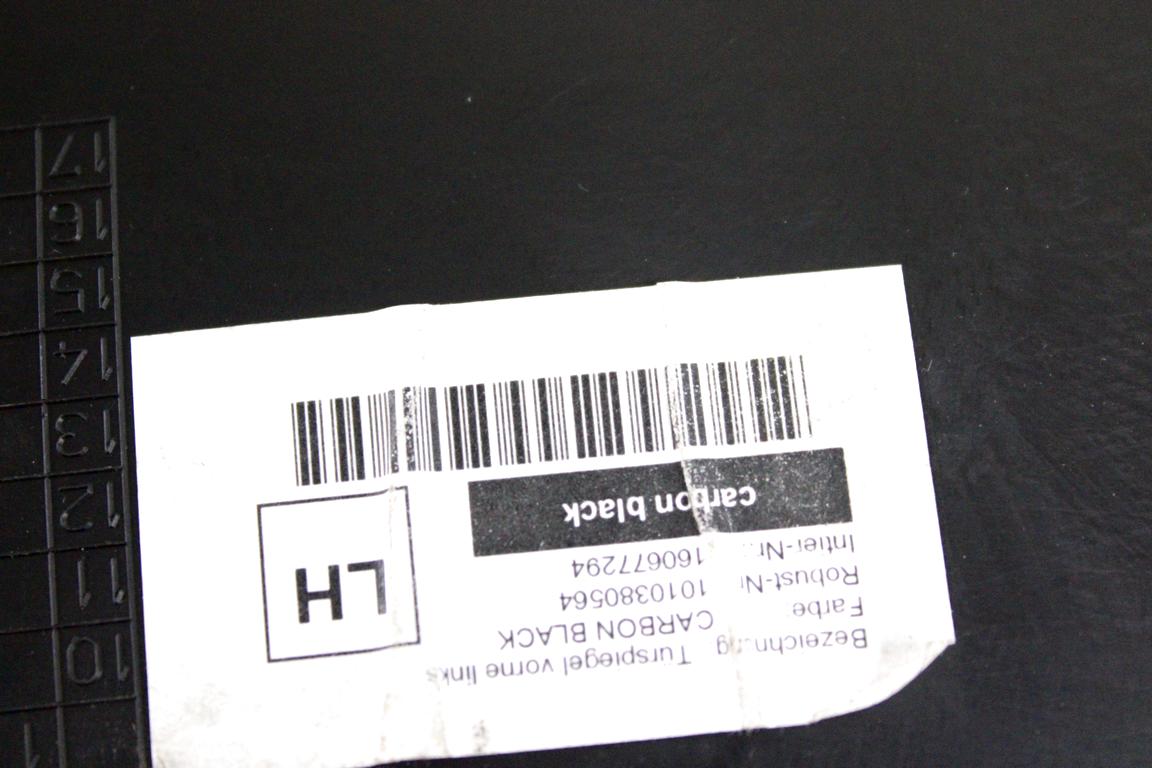 Bezeichnung Türspiegel vorne links
Farbe: CARBON BLACK
Robust-Nr 1010380564
Intier-Nr.: 160677294
carbon black
LH
10
11
12
13
14
15
16
17